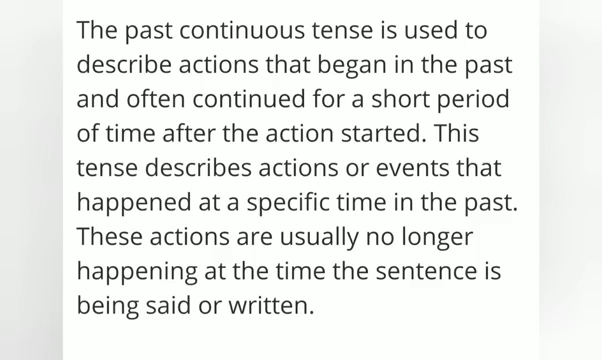 The past continuous tense is used to
describe actions that began in the past
and often continued for a short period
of time after the action started. This
tense describes actions or events that
happened at a specific time in the past.
These actions are usually no longer
happening at the time the sentence is
being said or written.